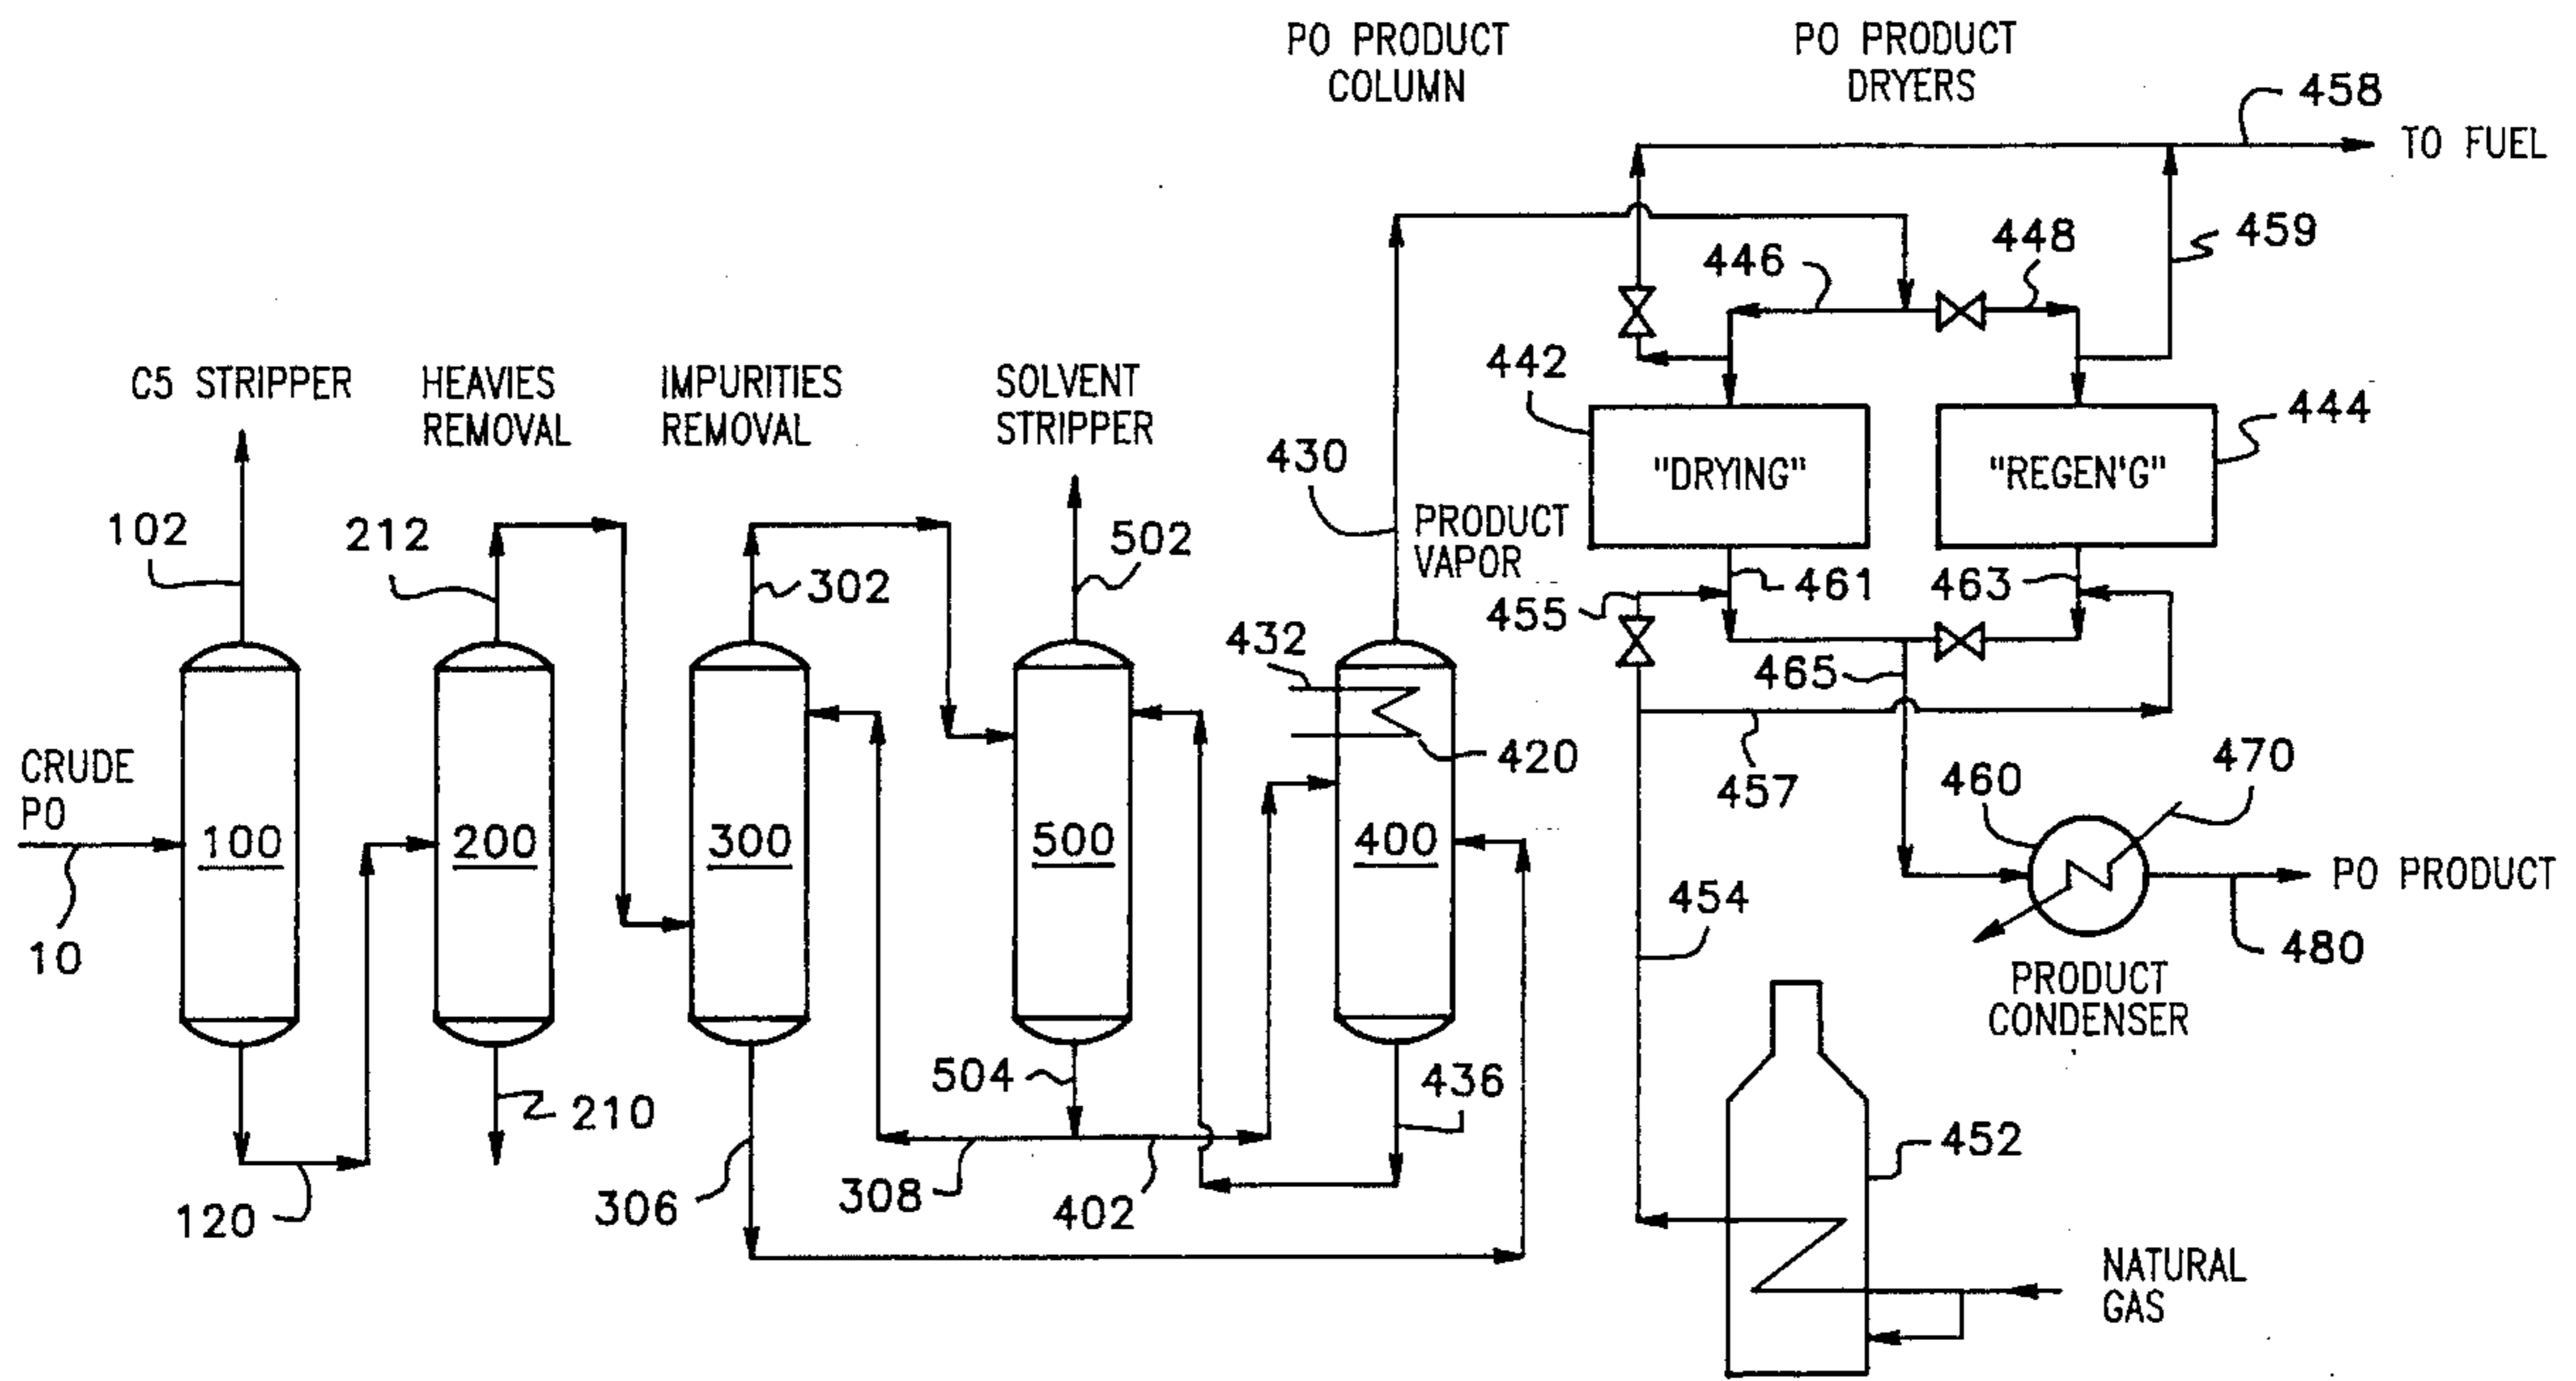 PO PRODUCT
COLUMN
PO PRODUCT
DRYERS
458
TO FUEL
459
448
446
C5 STRIPPER
HEAVIES
REMOVAL
IMPURITIES
REMOVAL
SOLVENT
STRIPPER
442
444
430
"DRYING"
"REGEN'G"
PRODUCT
VAPOR
102
212
302
502
455
461
463
432
465
420
457
CRUDE
PO
10
100
200
300
500
400
460
470
PO PRODUCT
480
454
PRODUCT
CONDENSER
504
436
210
452
120
306
308
402
NATURAL
GAS